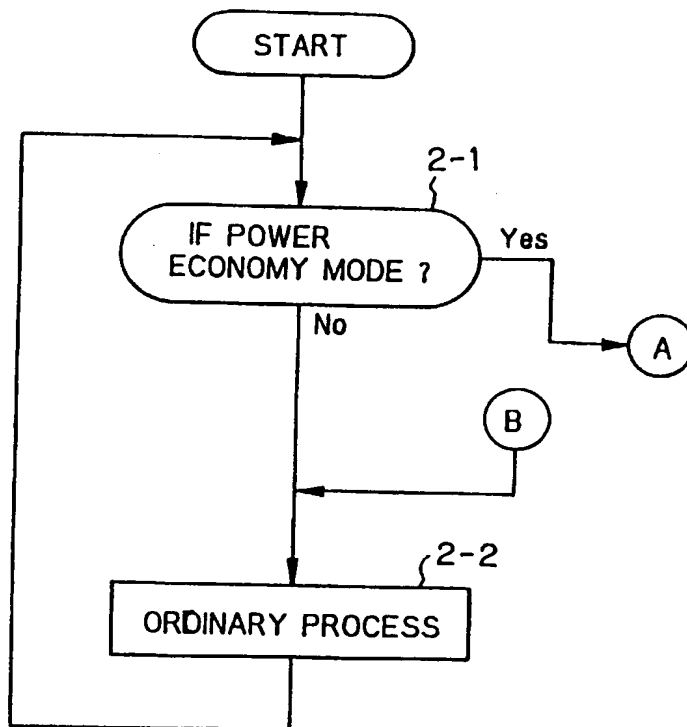 START
2-1
IF POWER
ECONOMY MODE ?
Yes
No
A
B
2-2
ORDINARY PROCESS